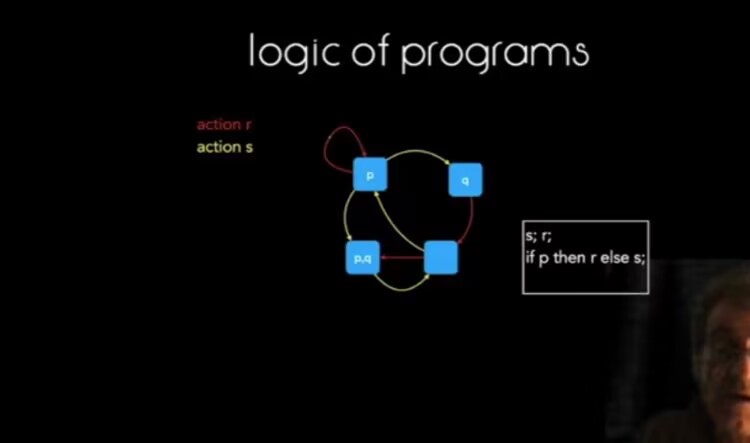 logic of programs
action r
action s
p
q
p,q
s; r;
if p then r else s;